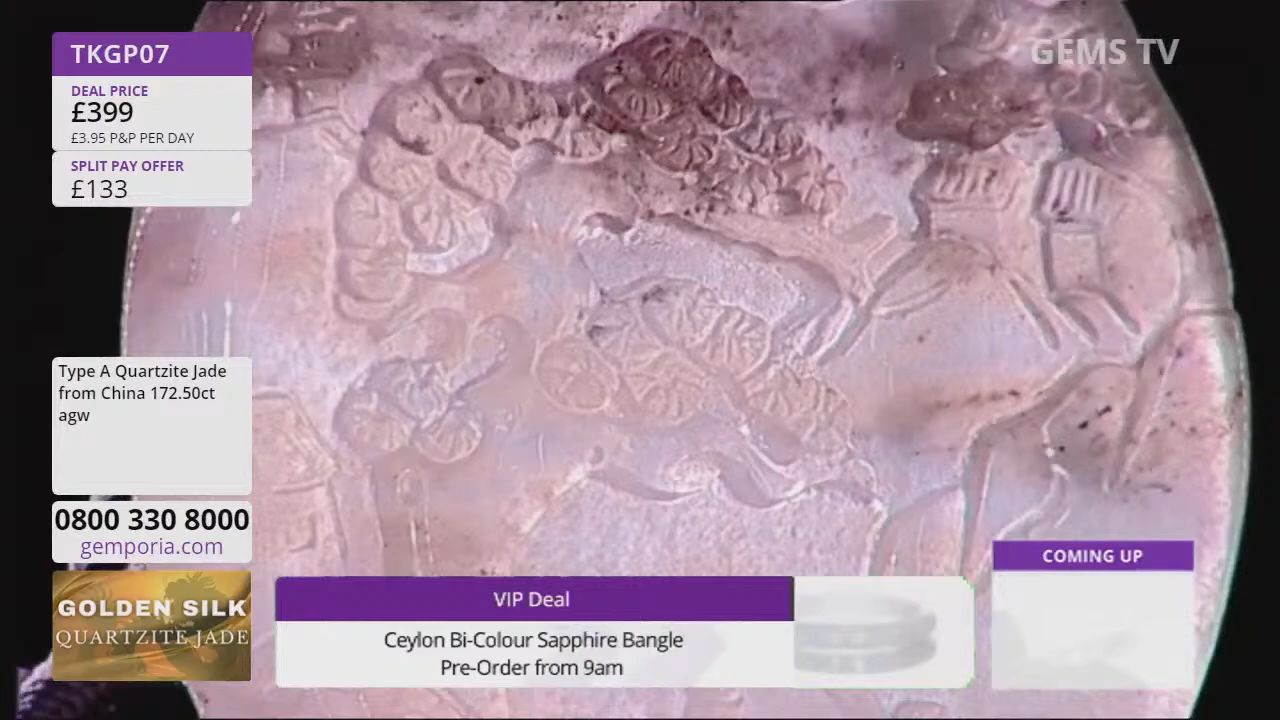 TKGP07
DEAL PRICE
£399
£3.95 P&P PER DAY
SPLIT PAY OFFER
£133
GEMS TV
Type A Quartzite Jade
from China 172.50ct
agw
0800 330 8000
gemporia.com
GOLDEN SILK
QUARTZITE JADE
VIP Deal
Ceylon Bi-Colour Sapphire Bangle
Pre-Order from 9am
COMING UP